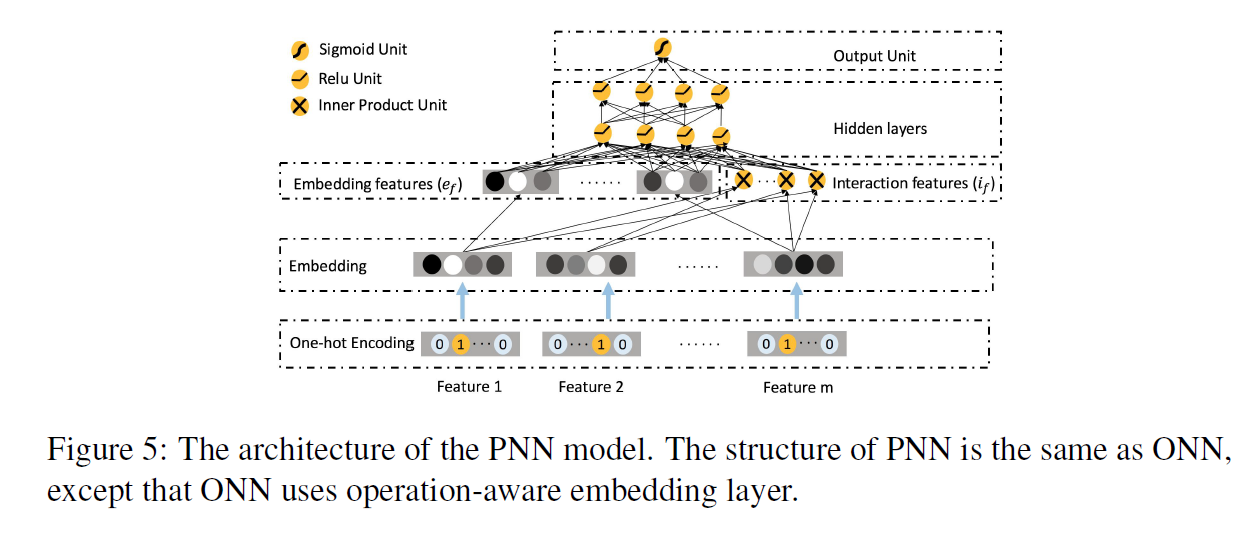 Sigmoid Unit
Relu Unit
Inner Product Unit
Output Unit
Hidden layers
Embedding features (e_f)
······
···
Interaction features (i_f)
Embedding
······
One-hot Encoding
0 1 ··· 0
0 ··· 1 0
······
0 1 ··· 0
Feature 1
Feature 2
Feature m
Figure 5: The architecture of the PNN model. The structure of PNN is the same as ONN,
except that ONN uses operation-aware embedding layer.